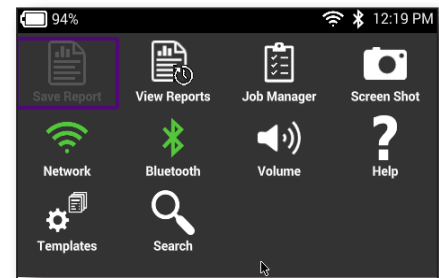 94% 12:19 PM
Save Report View Reports Job Manager Screen Shot
Network Bluetooth Volume Help
Templates Search